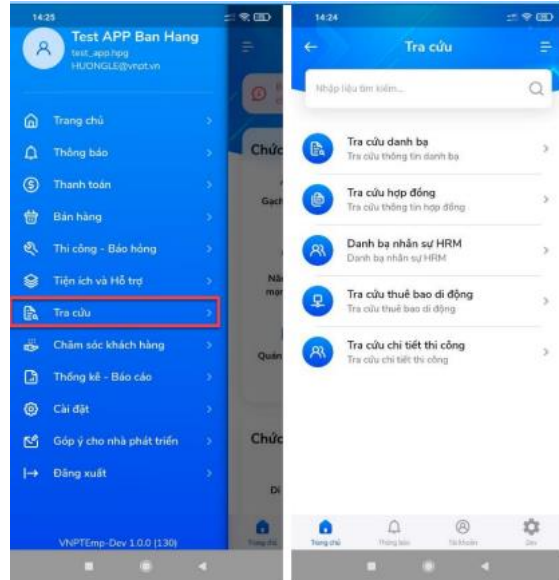 14:25
Test APP Ban Hang
test_app.hpg
HUONGLE@vnpt.vn
Trang chủ
Thông báo
Thanh toán
Bán hàng
Thi công - Báo hỏng
Tiện ích và Hỗ trợ
Tra cứu
Chăm sóc khách hàng
Thống kê - Báo cáo
Cài đặt
Góp ý cho nhà phát triển
Đăng xuất
VNPTEmp-Dev 1.0.0 (130)
Chức
Gạch
mạn
Quản
Chức
Di
Trang chủ
14:24
Tra cứu
Nhập liệu tìm kiếm...
Tra cứu danh bạ
Tra cứu thông tin danh bạ
Tra cứu hợp đồng
Tra cứu thông tin hợp đồng
Danh bạ nhân sự HRM
Danh bạ nhân sự HRM
Tra cứu thuê bao di động
Tra cứu thuê bao di động
Tra cứu chi tiết thi công
Tra cứu chi tiết thi công
Trang chủ
Thông báo
Tài khoản
Dev